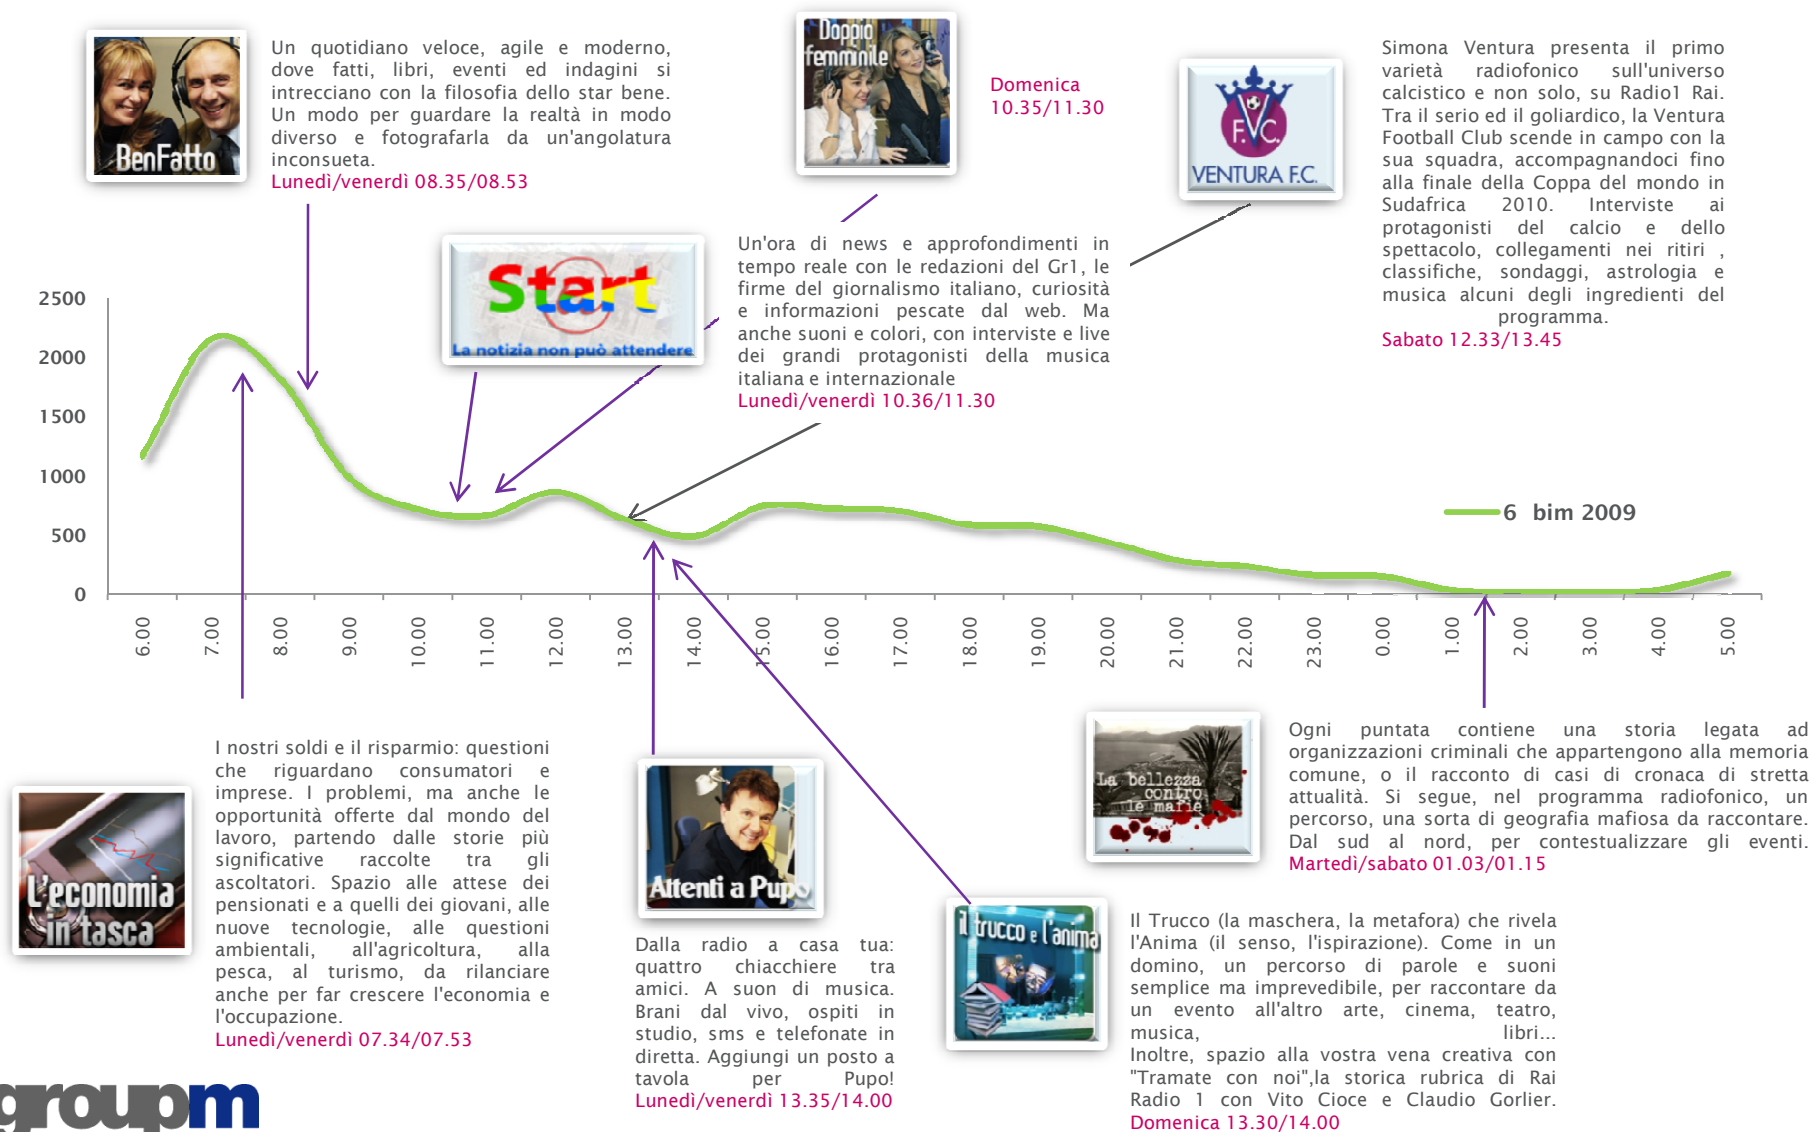 BenFatto
Un quotidiano veloce, agile e moderno,
dove fatti, libri, eventi ed indagini si
intrecciano con la filosofia dello star bene.
Un modo per guardare la realtà in modo
diverso e fotografarla da un'angolatura
inconsueta.
Lunedì/venerdì 08.35/08.53
Doppio
femminile
Domenica
10.35/11.30
F.V.C.
VENTURA F.C.
Simona Ventura presenta il primo
varietà radiofonico sull'universo
calcistico e non solo, su Radio1 Rai.
Tra il serio ed il goliardico, la Ventura
Football Club scende in campo con la
sua squadra, accompagnandoci fino
alla finale della Coppa del mondo in
Sudafrica 2010. Interviste ai
protagonisti del calcio e dello
spettacolo, collegamenti nei ritiri ,
classifiche, sondaggi, astrologia e
musica alcuni degli ingredienti del
programma.
Sabato 12.33/13.45
Start
La notizia non può attendere
Un'ora di news e approfondimenti in
tempo reale con le redazioni del Gr1, le
firme del giornalismo italiano, curiosità
e informazioni pescate dal web. Ma
anche suoni e colori, con interviste e live
dei grandi protagonisti della musica
italiana e internazionale
Lunedì/venerdì 10.36/11.30
2500
2000
1500
1000
500
0
6 bim 2009
6.00
7.00
8.00
9.00
10.00
11.00
12.00
13.00
14.00
15.00
16.00
17.00
18.00
19.00
20.00
21.00
22.00
23.00
0.00
1.00
2.00
3.00
4.00
5.00
L'economia
in tasca
I nostri soldi e il risparmio: questioni
che riguardano consumatori e
imprese. I problemi, ma anche le
opportunità offerte dal mondo del
lavoro, partendo dalle storie più
significative raccolte tra gli
ascoltatori. Spazio alle attese dei
pensionati e a quelli dei giovani, alle
nuove tecnologie, alle questioni
ambientali, all'agricoltura, alla
pesca, al turismo, da rilanciare
anche per far crescere l'economia e
l'occupazione.
Lunedì/venerdì 07.34/07.53
Attenti a Pupo
Dalla radio a casa tua:
quattro chiacchiere tra
amici. A suon di musica.
Brani dal vivo, ospiti in
studio, sms e telefonate in
diretta. Aggiungi un posto a
tavola per Pupo!
Lunedì/venerdì 13.35/14.00
il trucco e l'anima
Il Trucco (la maschera, la metafora) che rivela
l'Anima (il senso, l'ispirazione). Come in un
domino, un percorso di parole e suoni
semplice ma imprevedibile, per raccontare da
un evento all'altro arte, cinema, teatro,
musica, libri...
Inoltre, spazio alla vostra vena creativa con
"Tramate con noi",la storica rubrica di Rai
Radio 1 con Vito Cioce e Claudio Gorlier.
Domenica 13.30/14.00
La bellezza
contro
le mafie
Ogni puntata contiene una storia legata ad
organizzazioni criminali che appartengono alla memoria
comune, o il racconto di casi di cronaca di stretta
attualità. Si segue, nel programma radiofonico, un
percorso, una sorta di geografia mafiosa da raccontare.
Dal sud al nord, per contestualizzare gli eventi.
Martedì/sabato 01.03/01.15
groupm